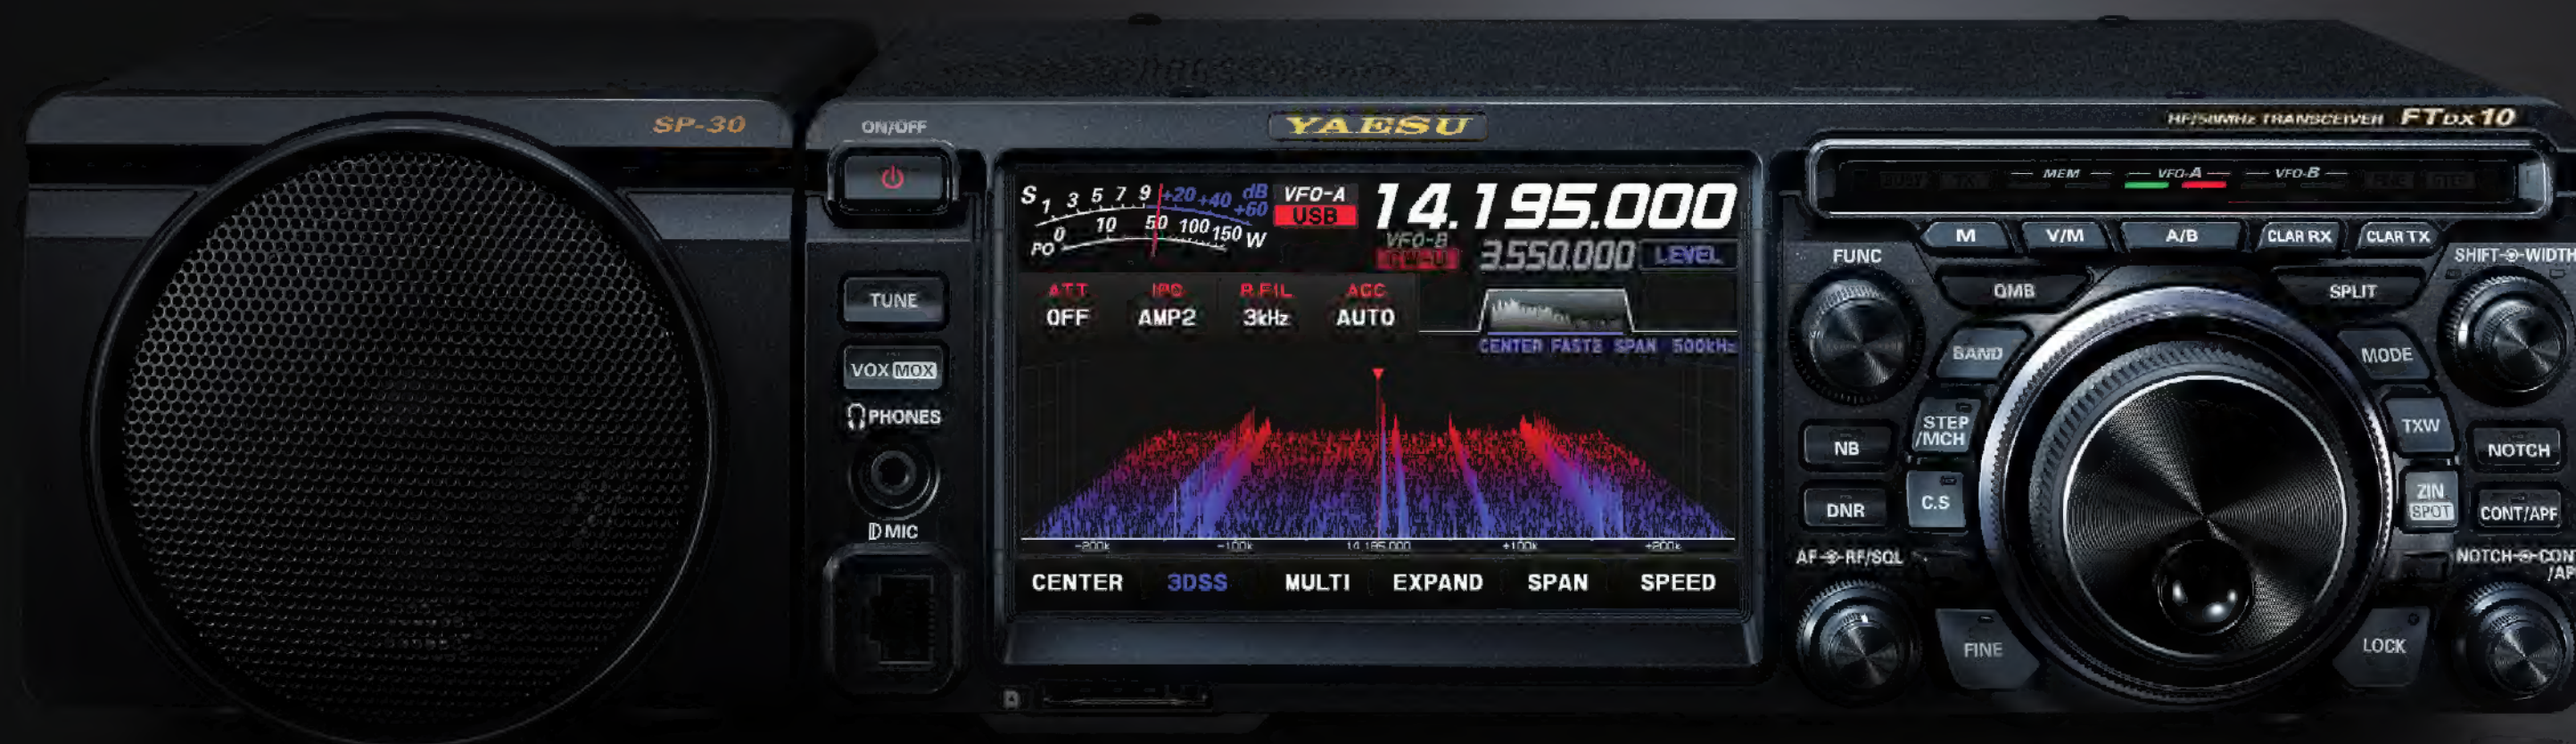 SP-30
ON/OFF
YAESU
HF/50MHz TRANSCEIVER FTDX10
S 1 3 5 7 9 +20 +40 +60 dB
PO 0 10 50 100 150 W
VFO-A
USB
14.195.000
VFO-B
CW-U
3.550.000
LEVEL
ATT IPO R.FIL AGC
OFF AMP2 3kHz AUTO
CENTER FAST2 SPAN 500kHz
-200k -100k 14.195.000 +100k +200k
CENTER 3DSS MULTI EXPAND SPAN SPEED
TUNE
VOX MOX
PHONES
MIC
MEM VFO-A VFO-B
M V/M A/B CLAR RX CLAR TX
FUNC
SHIFT WIDTH
QMB SPLIT
BAND MODE
STEP
/MCH
TXW
NB NOTCH
C.S
ZIN
SPOT
DNR CONT/APF
AF RF/SQL
NOTCH CON
/AP
FINE LOCK